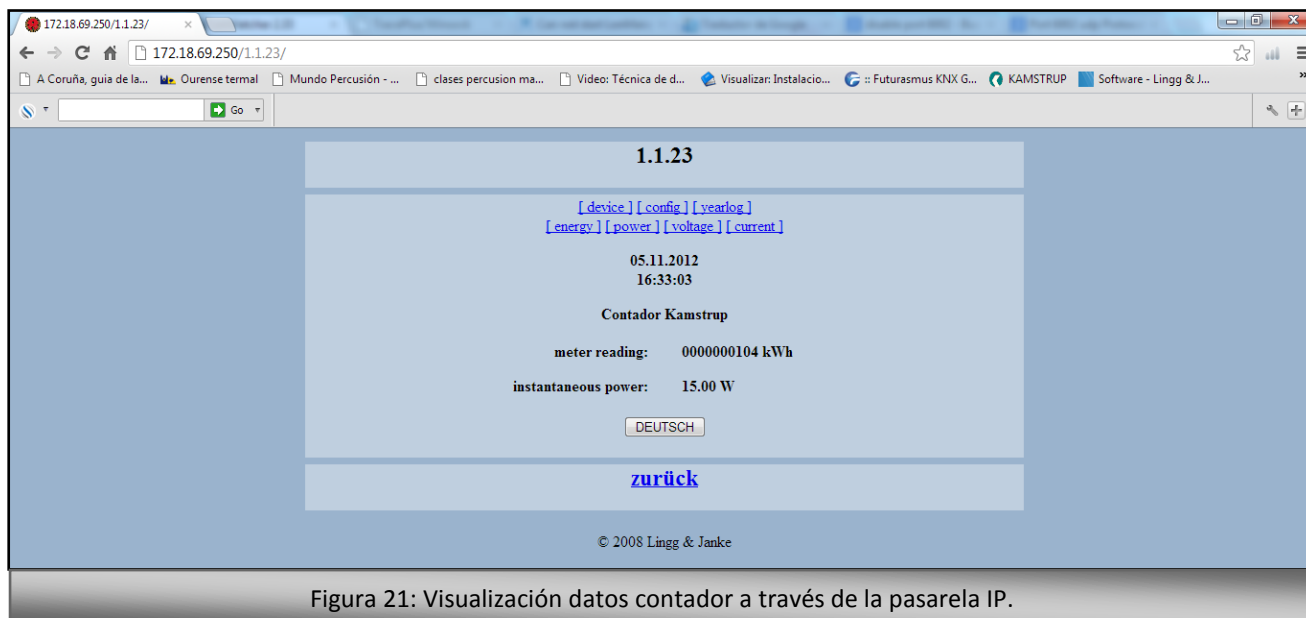 172.18.69.250/1.1.23/
172.18.69.250/1.1.23/
A Coruña, guia de la... Ourense termal Mundo Percusión - ... clases percusion ma... Video: Técnica de d... Visualizar: Instalacio... :: Futurasmus KNX G... KAMSTRUP Software - Lingg & J... »
Go
1.1.23
[ device ] [ config ] [ yearlog ]
[ energy ] [ power ] [ voltage ] [ current ]
05.11.2012
16:33:03
Contador Kamstrup
meter reading: 0000000104 kWh
instantaneous power: 15.00 W
DEUTSCH
zurück
© 2008 Lingg & Janke
Figura 21: Visualización datos contador a través de la pasarela IP.